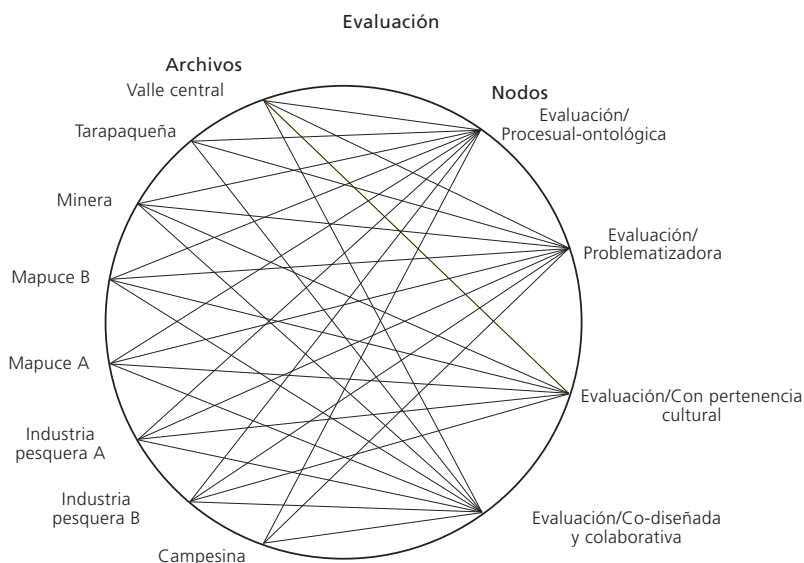 Evaluación
Archivos
Valle central
Tarapaqueña
Minera
Mapuce B
Mapuce A
Industria
pesquera A
Industria
pesquera B
Campesina
Nodos
Evaluación/
Procesual-ontológica
Evaluación/
Problematizadora
Evaluación/Con pertenencia
cultural
Evaluación/Co-diseñada
y colaborativa